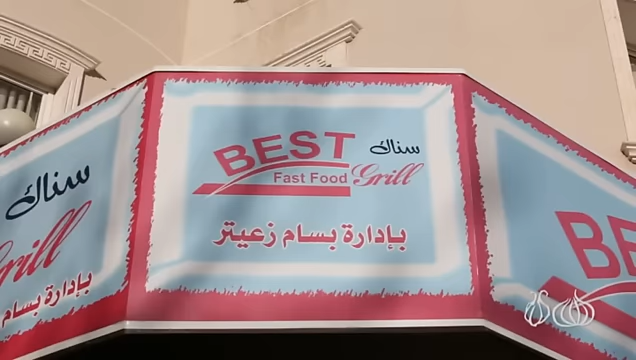 BEST سناك
Fast Food Grill
بإدارة بسام زعيتر
سناك
Grill
بإدارة بسام
BE